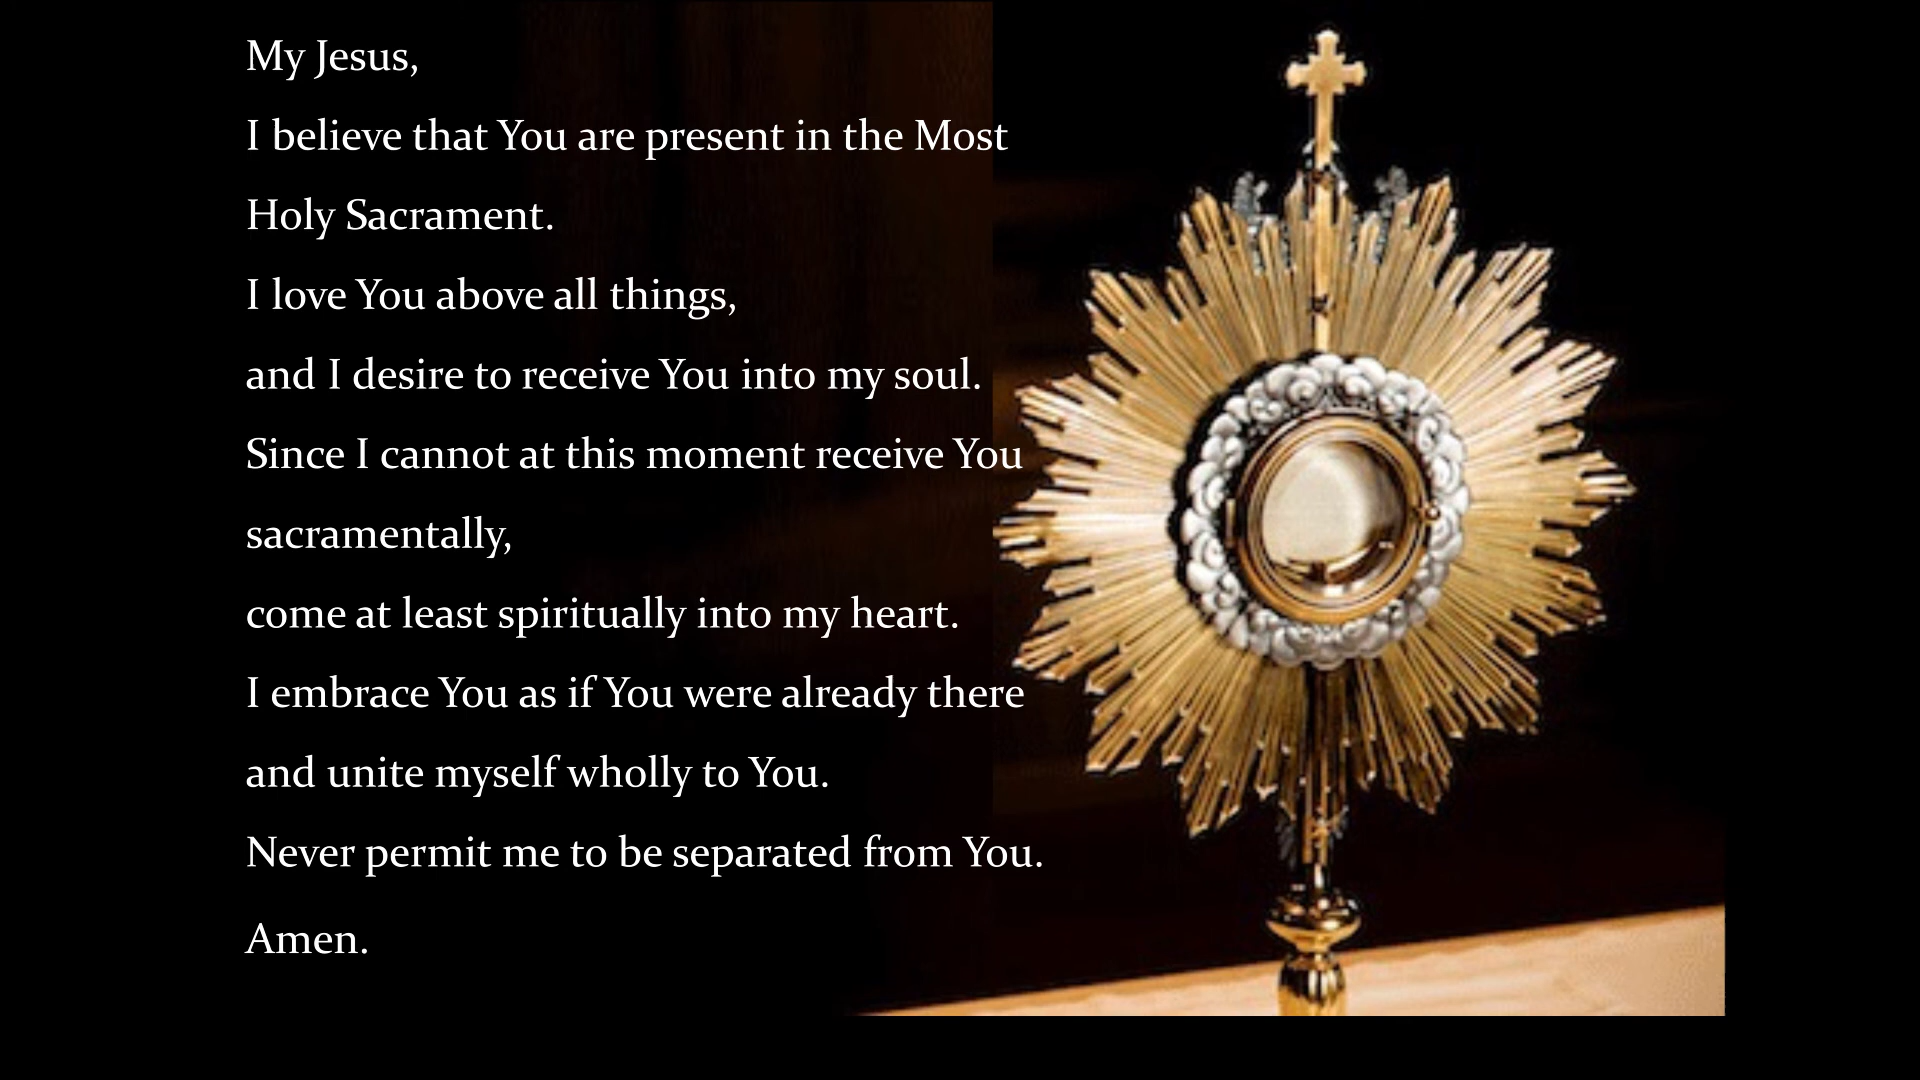 My Jesus,
I believe that You are present in the Most
Holy Sacrament.
I love You above all things,
and I desire to receive You into my soul.
Since I cannot at this moment receive You
sacramentally,
come at least spiritually into my heart.
I embrace You as if You were already there
and unite myself wholly to You.
Never permit me to be separated from You.
Amen.